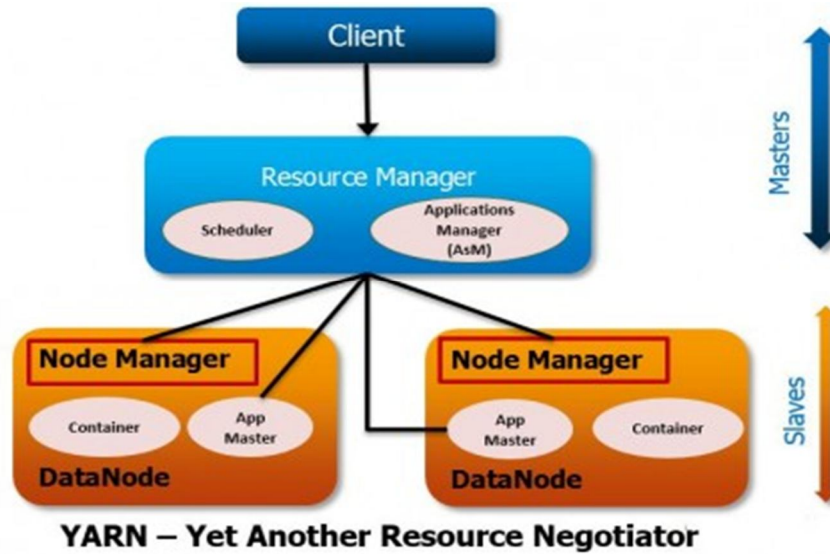 Client
Masters
Resource Manager
Scheduler
Applications
Manager
(AsM)
Node Manager
Container
App
Master
DataNode
Node Manager
App
Master
Container
DataNode
Slaves
YARN – Yet Another Resource Negotiator